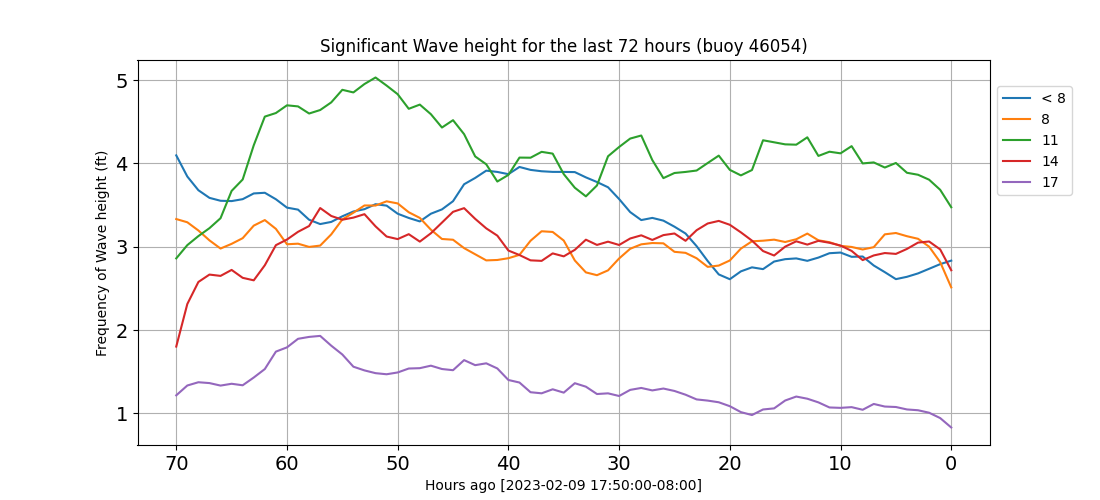 Significant Wave height for the last 72 hours (buoy 46054)
Frequency of Wave height (ft)
5
4
3
2
1
70 60 50 40 30 20 10 0
Hours ago [2023-02-09 17:50:00-08:00]
< 8
8
11
14
17